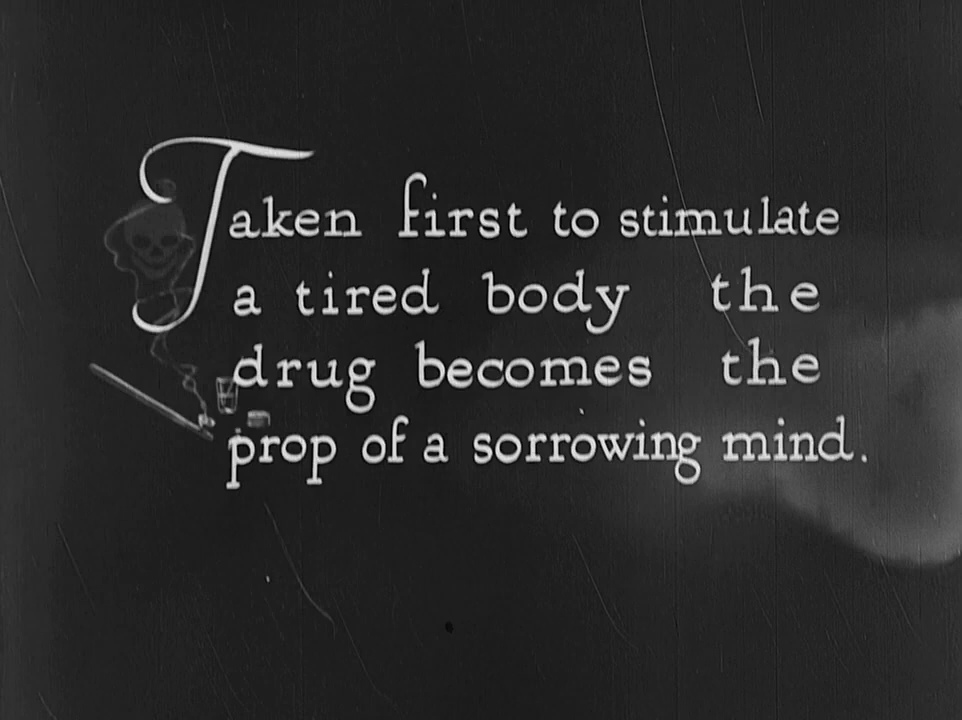 Taken first to stimulate
a tired body the
drug becomes the
prop of a sorrowing mind.